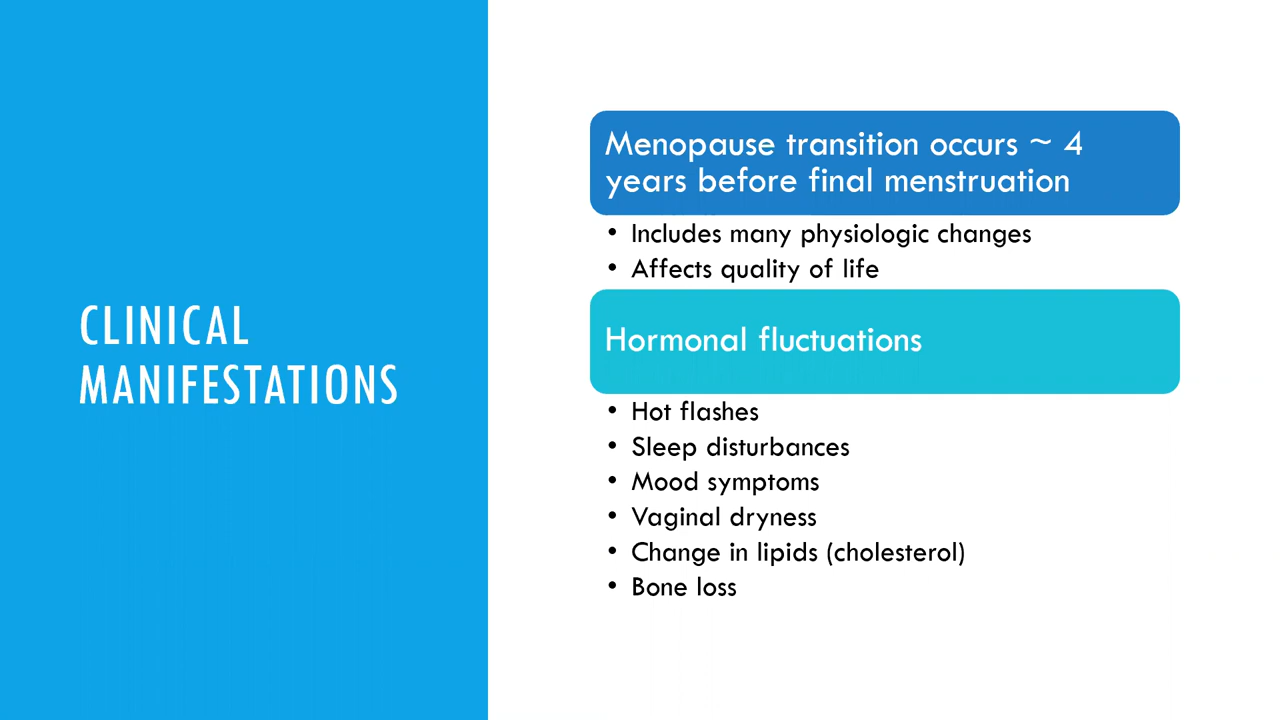 CLINICAL
MANIFESTATIONS
Menopause transition occurs ~ 4
years before final menstruation
• Includes many physiologic changes
• Affects quality of life
Hormonal fluctuations
• Hot flashes
• Sleep disturbances
• Mood symptoms
• Vaginal dryness
• Change in lipids (cholesterol)
• Bone loss